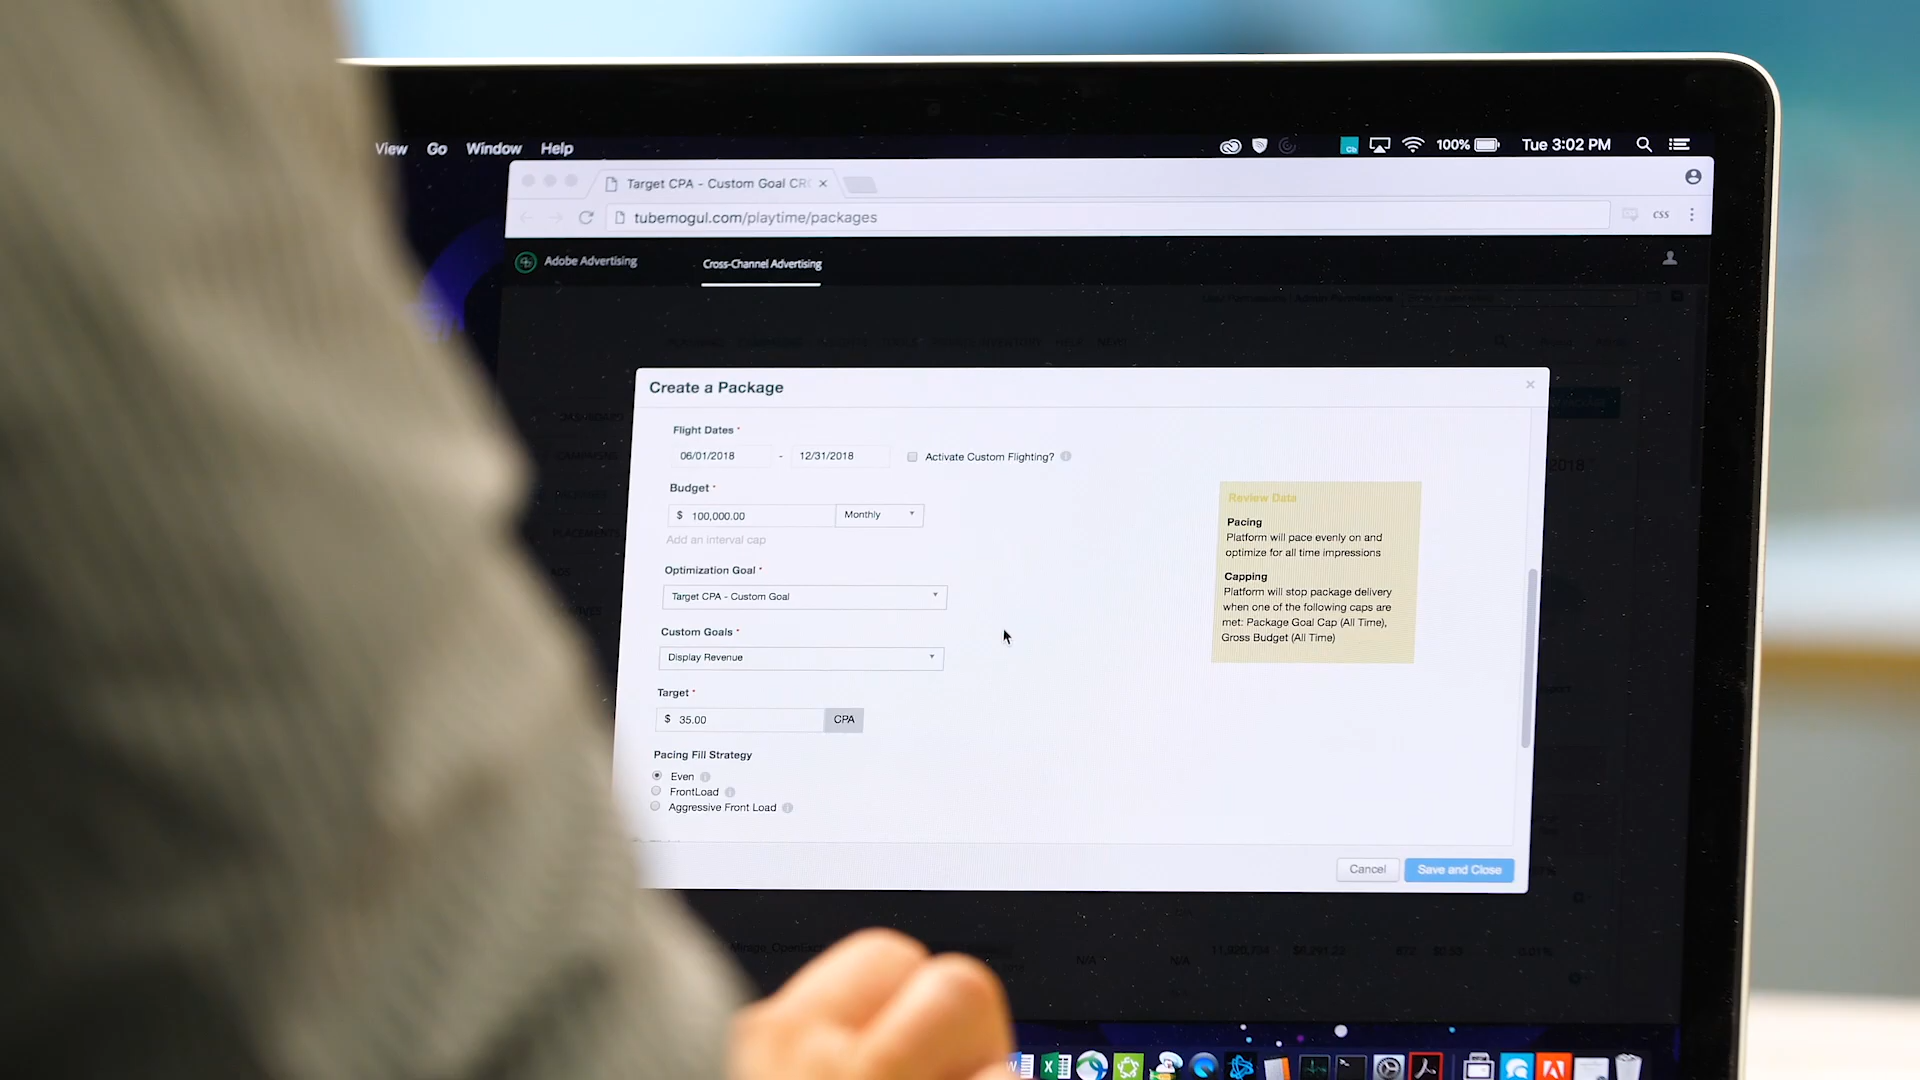 View Go Window Help 100% Tue 3:02 PM
Target CPA - Custom Goal CR
tubemogul.com/playtime/packages
css
Adobe Advertising Cross-Channel Advertising
Create a Package
Flight Dates *
06/01/2018 - 12/31/2018 Activate Custom Flighting?
Budget *
$ 100,000.00 Monthly
Add an interval cap
Optimization Goal *
Target CPA - Custom Goal
Custom Goals *
Display Revenue
Target *
$ 35.00 CPA
Pacing Fill Strategy
Even
FrontLoad
Aggressive Front Load
Review Data
Pacing
Platform will pace evenly on and
optimize for all time impressions
Capping
Platform will stop package delivery
when one of the following caps are
met: Package Goal Cap (All Time),
Gross Budget (All Time)
Cancel Save and Close
N/A N/A